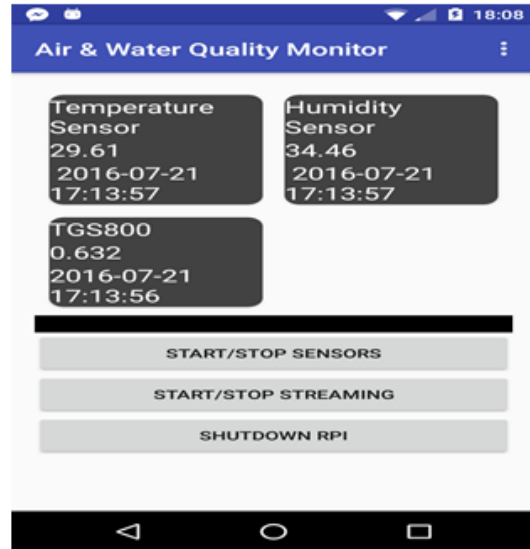 18:08
Air & Water Quality Monitor
Temperature
Sensor
29.61
2016-07-21
17:13:57
Humidity
Sensor
34.46
2016-07-21
17:13:57
TGS800
0.632
2016-07-21
17:13:56
START/STOP SENSORS
START/STOP STREAMING
SHUTDOWN RPI